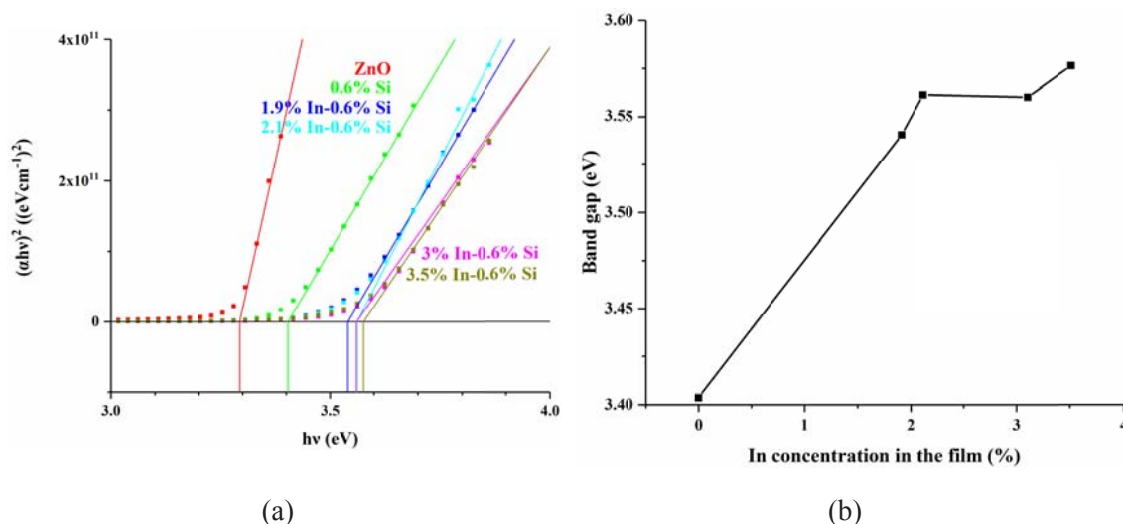 4x10¹¹
2x10¹¹
0
(αhν)² ((eVcm⁻¹)²)
ZnO
0.6% Si
1.9% In-0.6% Si
2.1% In-0.6% Si
3% In-0.6% Si
3.5% In-0.6% Si
3.0 3.5 4.0
hν (eV)
(a)
3.60
3.55
3.50
3.45
3.40
Band gap (eV)
0 1 2 3 4
In concentration in the film (%)
(b)